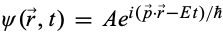 ψ(r⃗, t) = Ae^{i(p⃗·r⃗−Et)/ℏ}